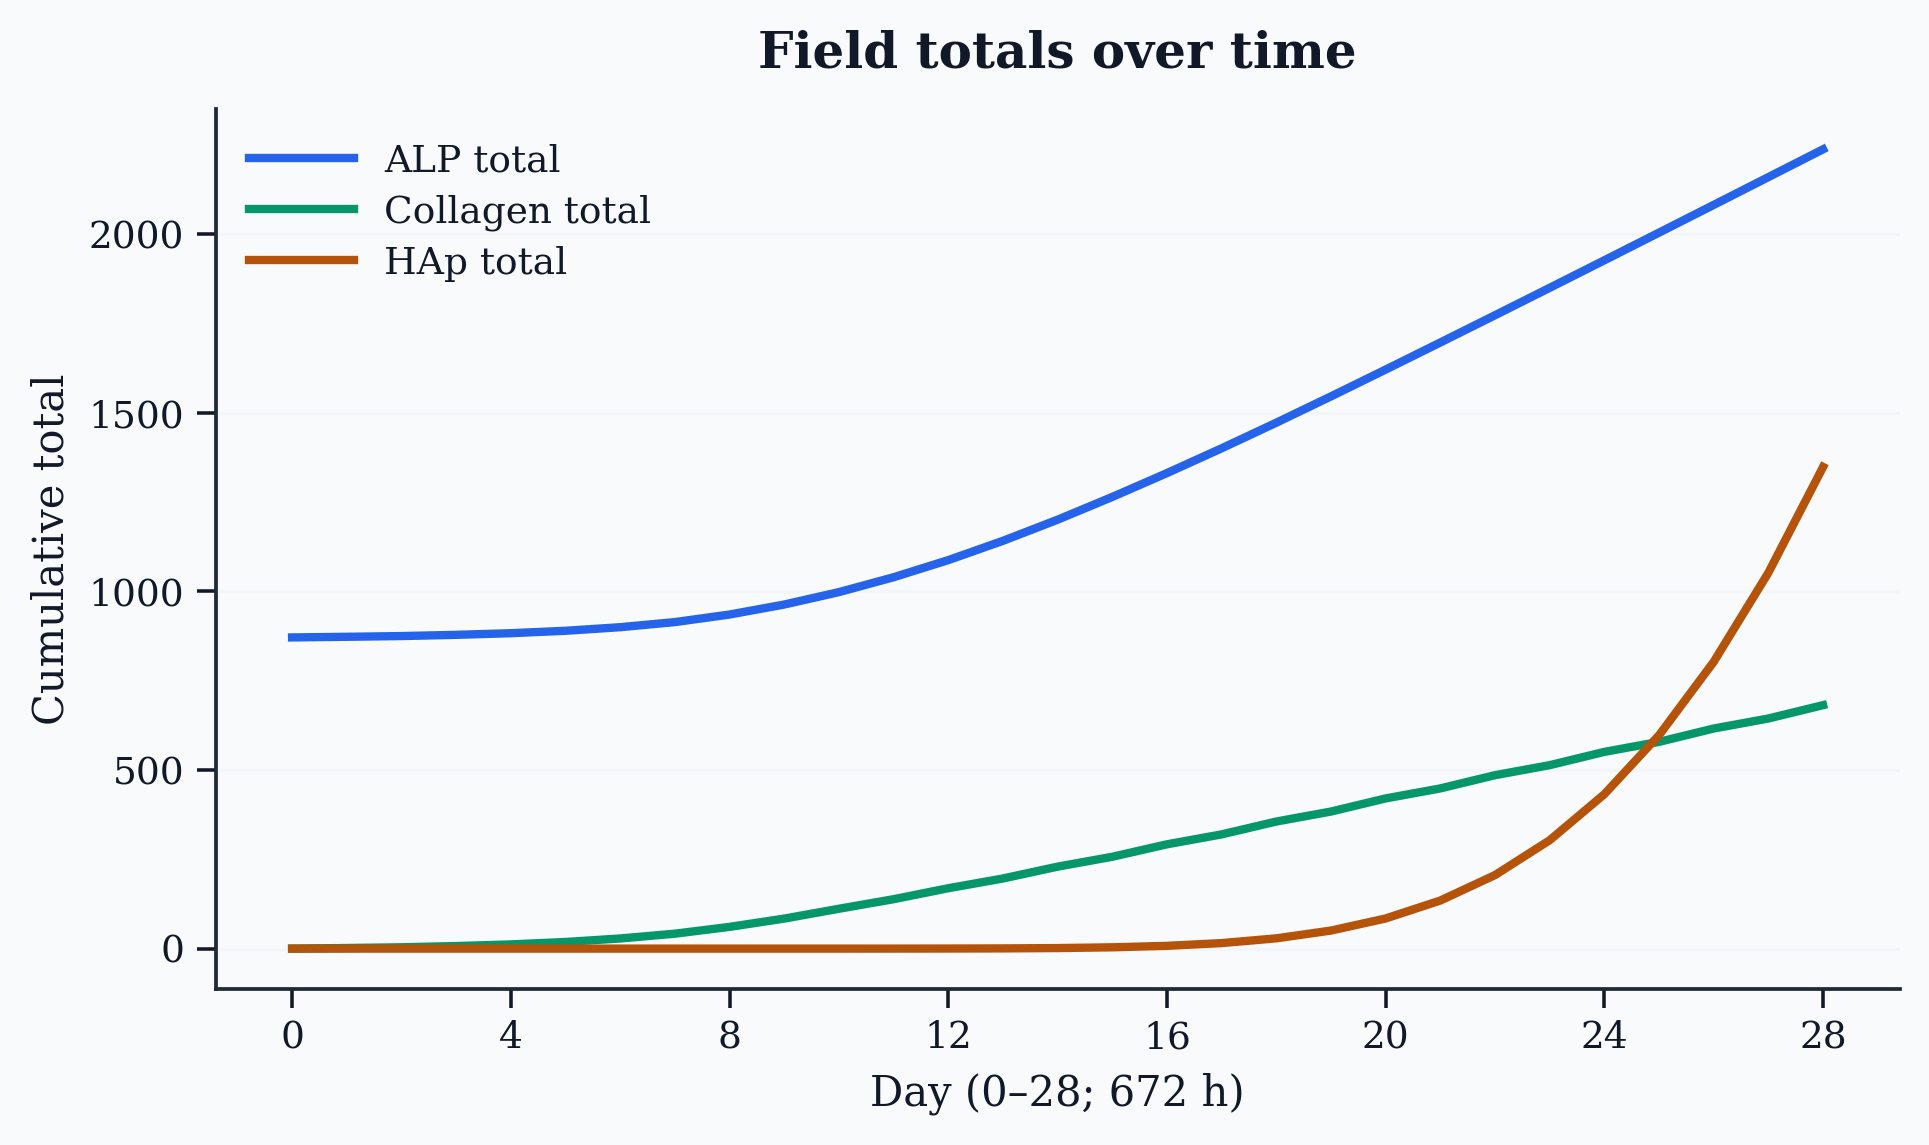 Field totals over time
ALP total
Collagen total
HAp total
2000
1500
1000
500
0
Cumulative total
0 4 8 12 16 20 24 28
Day (0–28; 672 h)